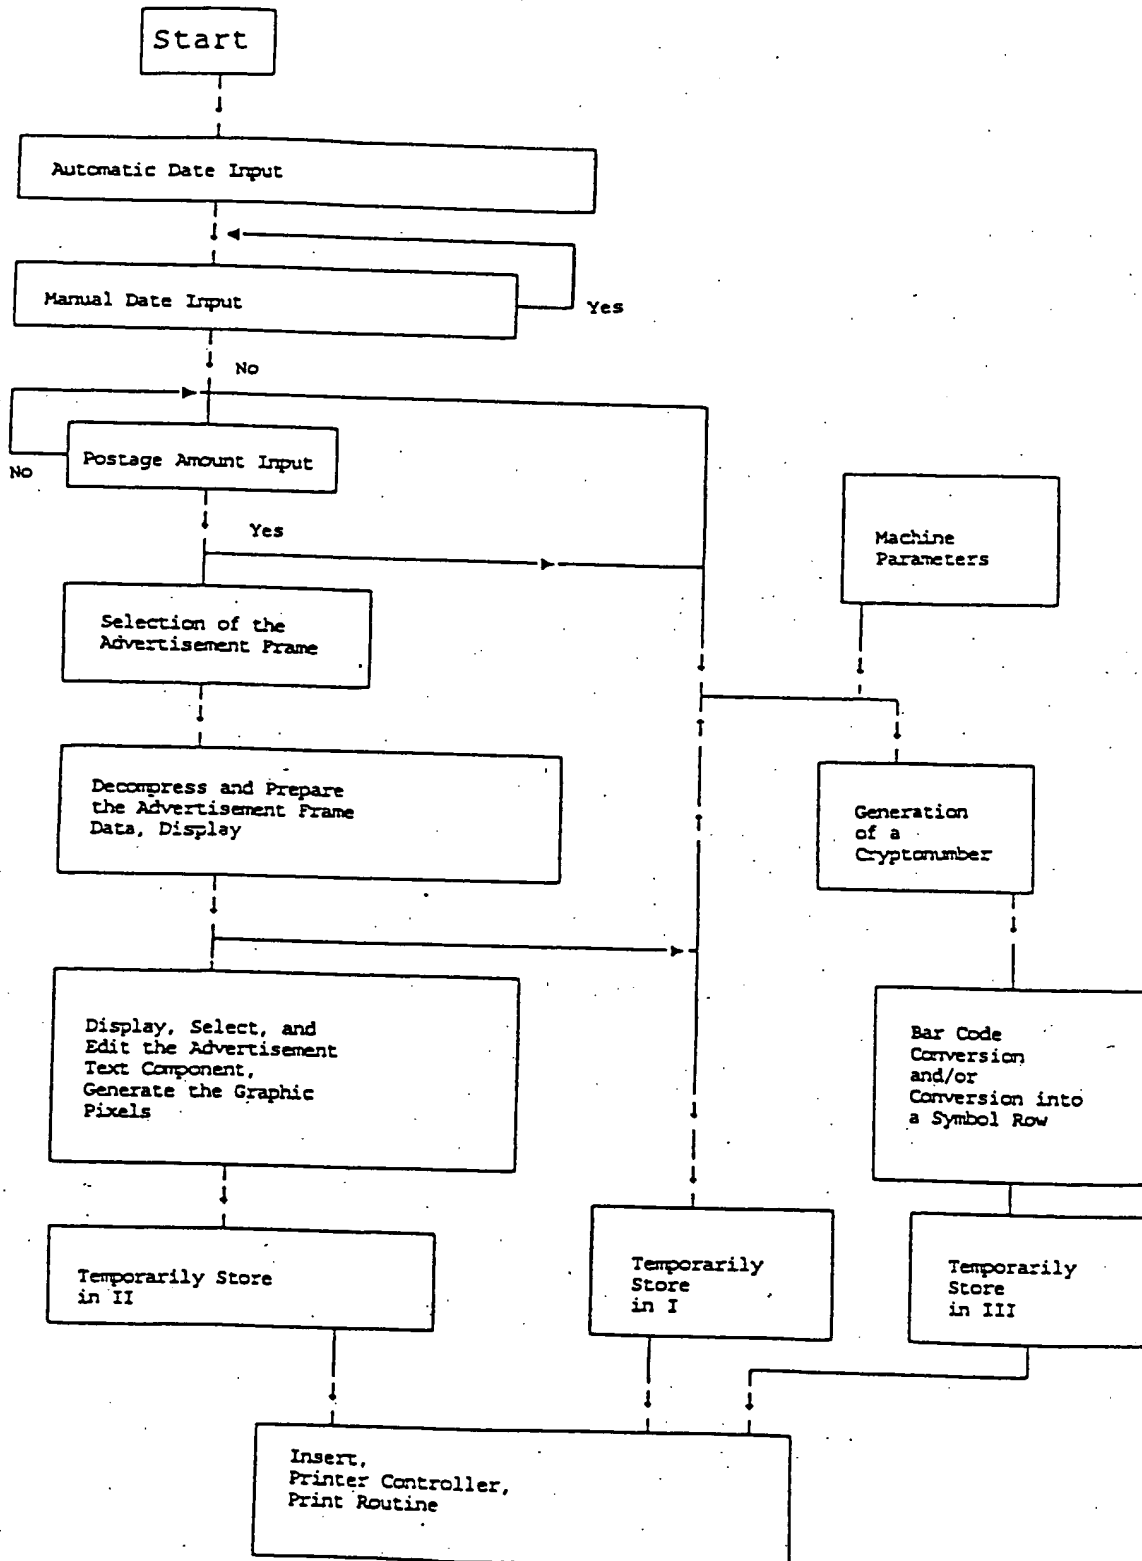 Start
Automatic Date Input
Manual Date Input
Yes
No
Postage Amount Input
No
Yes
Machine
Parameters
Selection of the
Advertisement Frame
Decompress and Prepare
the Advertisement Frame
Data, Display
Generation
of a
Cryptonumber
Display, Select, and
Edit the Advertisement
Text Component,
Generate the Graphic
Pixels
Bar Code
Conversion
and/or
Conversion into
a Symbol Row
Temporarily Store
in II
Temporarily
Store
in I
Temporarily
Store
in III
Insert,
Printer Controller,
Print Routine